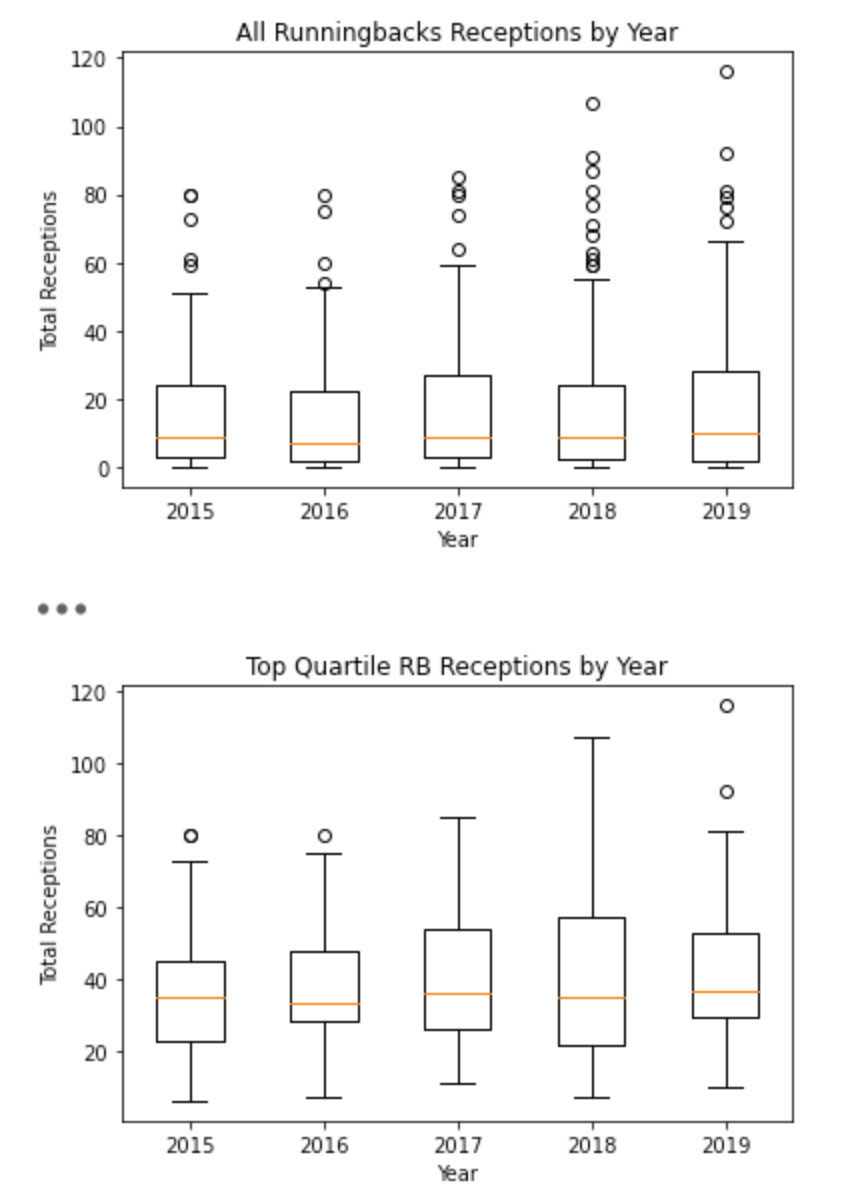 All Runningbacks Receptions by Year
120
100
80
60
40
20
0
Total Receptions
2015 2016 2017 2018 2019
Year
Top Quartile RB Receptions by Year
120
100
80
60
40
20
Total Receptions
2015 2016 2017 2018 2019
Year